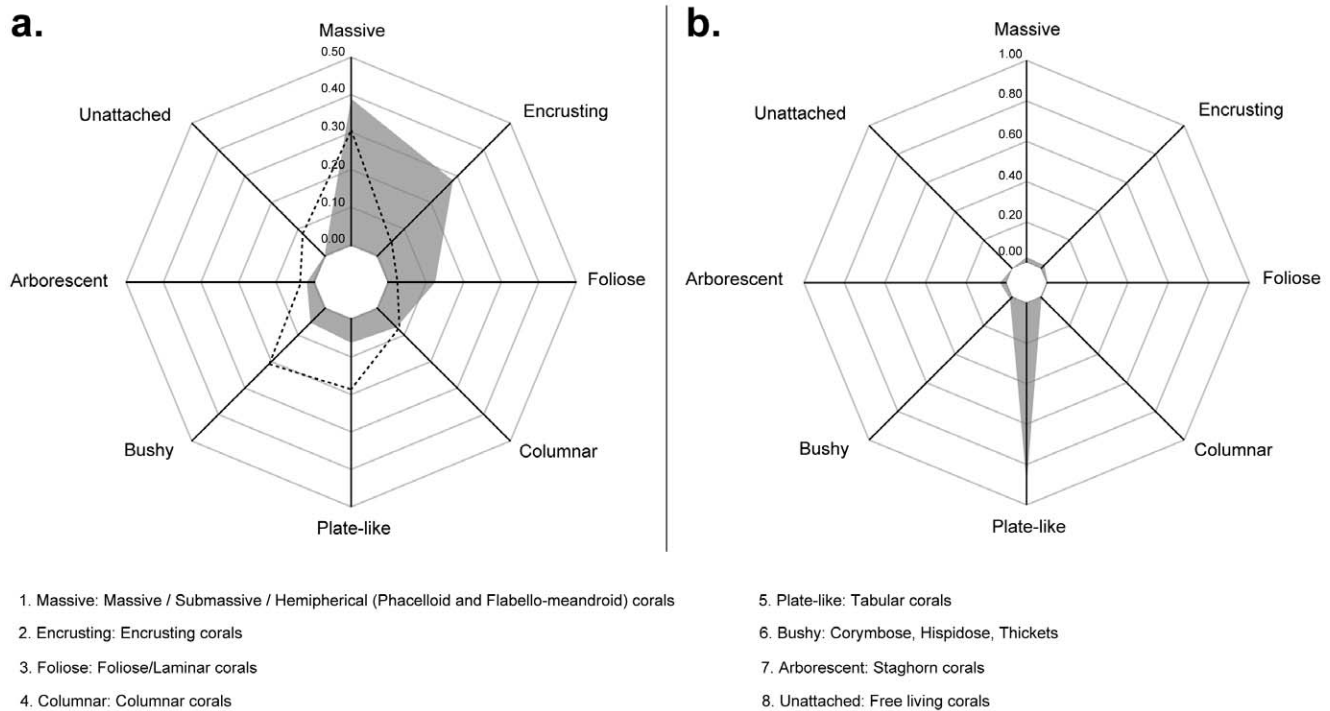 a.
Massive
0.50
0.40
0.30
0.20
0.10
0.00
Encrusting
Foliose
Columnar
Plate-like
Bushy
Arborescent
Unattached
b.
Massive
1.00
0.80
0.60
0.40
0.20
0.00
Encrusting
Foliose
Columnar
Plate-like
Bushy
Arborescent
Unattached
1. Massive: Massive / Submassive / Hemipherical (Phacelloid and Flabello-meandroid) corals
2. Encrusting: Encrusting corals
3. Foliose: Foliose/Laminar corals
4. Columnar: Columnar corals
5. Plate-like: Tabular corals
6. Bushy: Corymbose, Hispidose, Thickets
7. Arborescent: Staghorn corals
8. Unattached: Free living corals